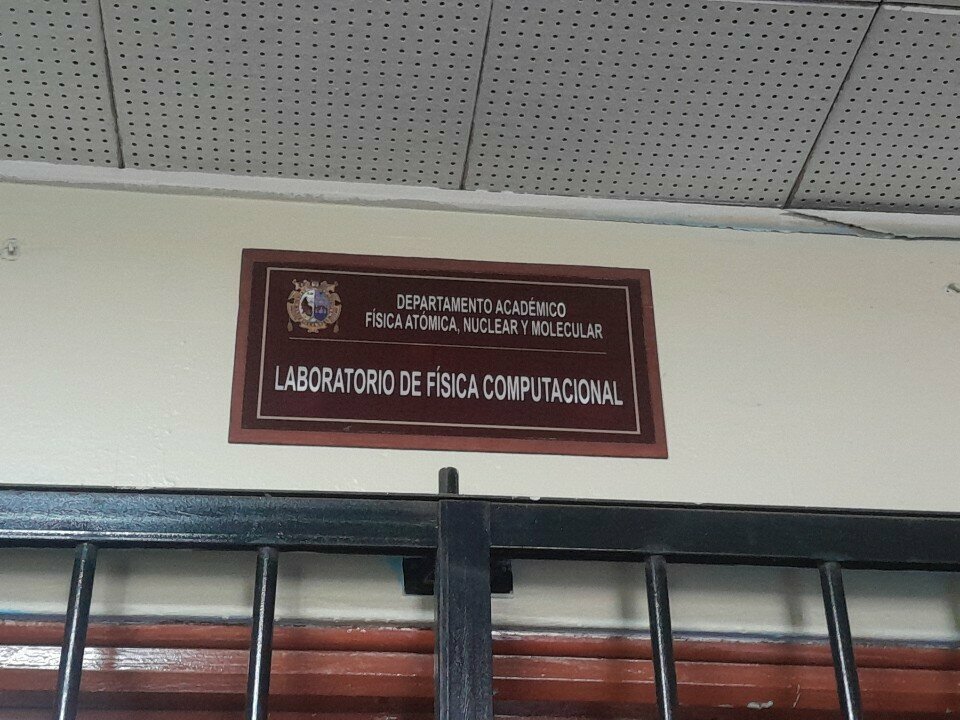 DEPARTAMENTO ACADÉMICO
FÍSICA ATÓMICA, NUCLEAR Y MOLECULAR
LABORATORIO DE FÍSICA COMPUTACIONAL